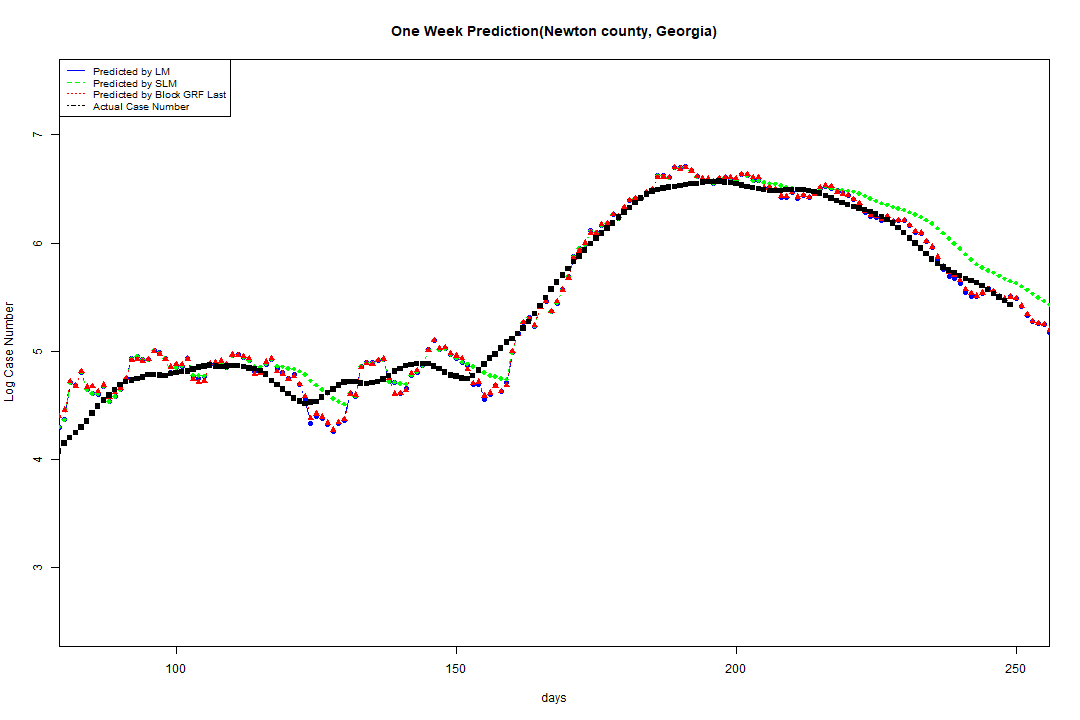 One Week Prediction(Newton county, Georgia)
Predicted by LM
Predicted by SLM
Predicted by Block GRF Last
Actual Case Number
7
6
5
4
3
Log Case Number
100 150 200 250
days